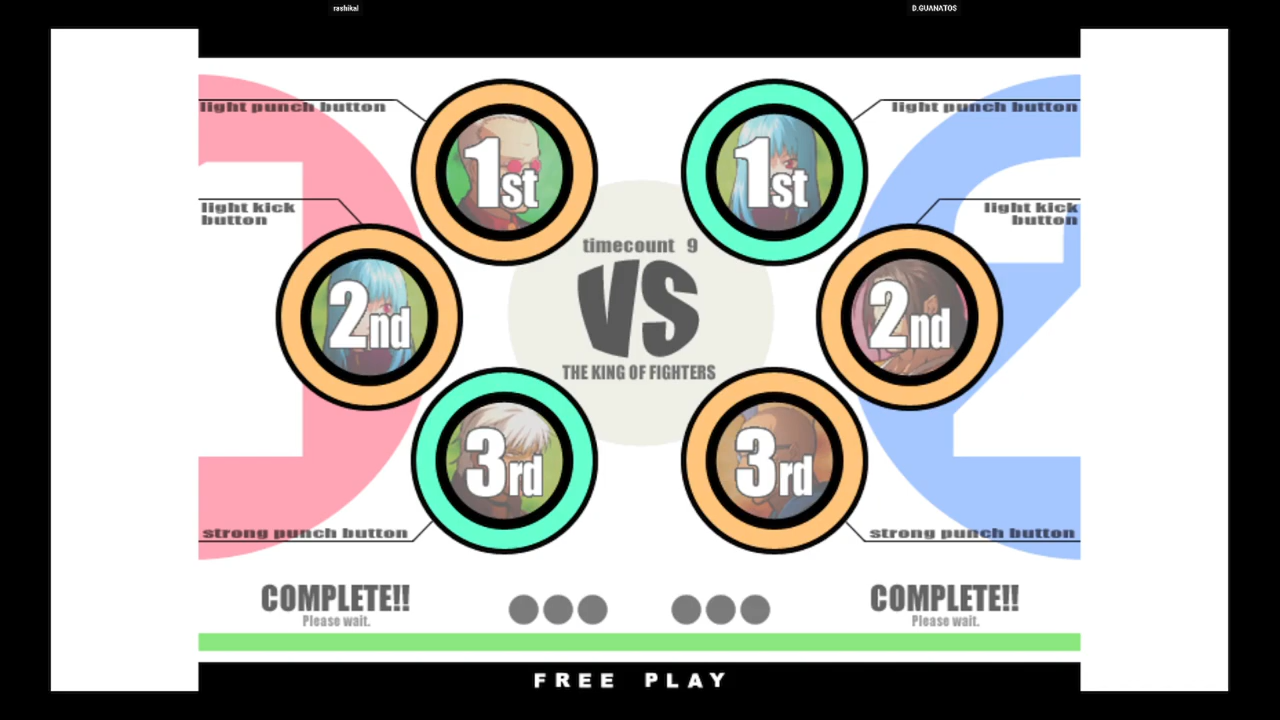 rashikal
D.GUANATOS
light punch button
light punch button
1st
1st
light kick
button
light kick
button
timecount 9
VS
THE KING OF FIGHTERS
2nd
2nd
3rd
3rd
strong punch button
strong punch button
COMPLETE!!
Please wait.
COMPLETE!!
Please wait.
FREE PLAY